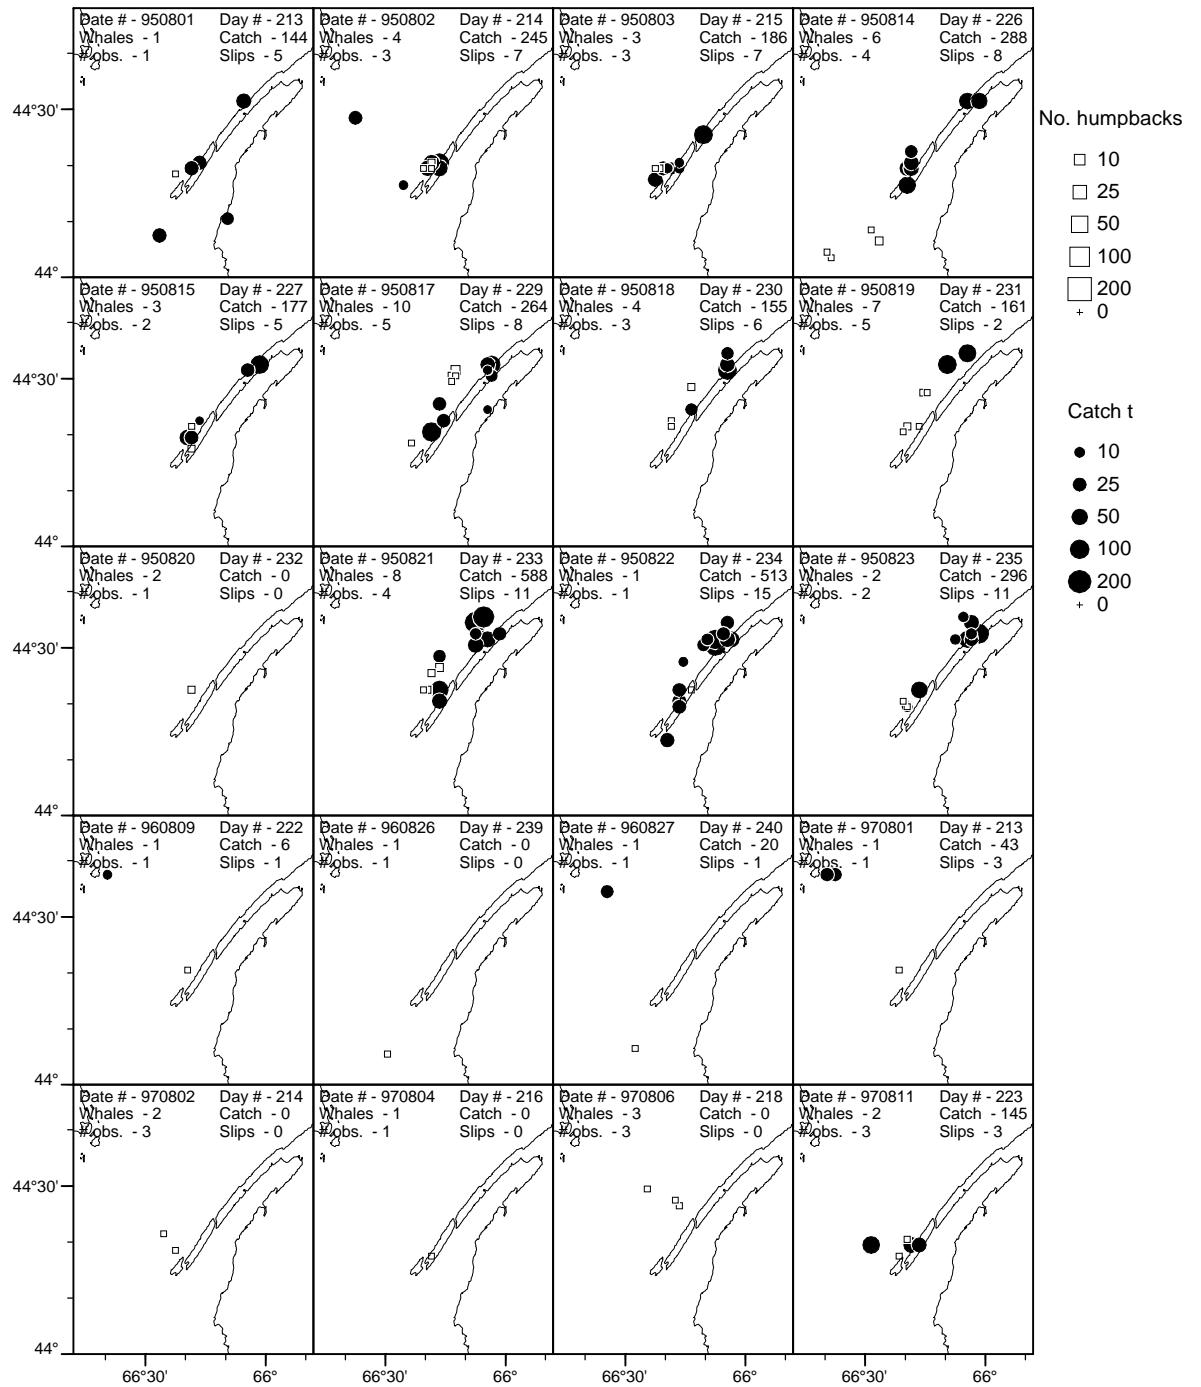 Date # - 950801 Day # - 213
Whales - 1 Catch - 144
# obs. - 1 Slips - 5
Date # - 950802 Day # - 214
Whales - 4 Catch - 245
# obs. - 3 Slips - 7
Date # - 950803 Day # - 215
Whales - 3 Catch - 186
# obs. - 3 Slips - 7
Date # - 950814 Day # - 226
Whales - 6 Catch - 288
# obs. - 4 Slips - 8
44°30'
44°
Date # - 950815 Day # - 227
Whales - 3 Catch - 177
# obs. - 2 Slips - 5
Date # - 950817 Day # - 229
Whales - 10 Catch - 264
# obs. - 5 Slips - 8
Date # - 950818 Day # - 230
Whales - 4 Catch - 155
# obs. - 3 Slips - 6
Date # - 950819 Day # - 231
Whales - 7 Catch - 161
# obs. - 5 Slips - 2
44°30'
44°
Date # - 950820 Day # - 232
Whales - 2 Catch - 0
# obs. - 1 Slips - 0
Date # - 950821 Day # - 233
Whales - 8 Catch - 588
# obs. - 4 Slips - 11
Date # - 950822 Day # - 234
Whales - 1 Catch - 513
# obs. - 1 Slips - 15
Date # - 950823 Day # - 235
Whales - 2 Catch - 296
# obs. - 2 Slips - 11
44°30'
44°
Date # - 960809 Day # - 222
Whales - 1 Catch - 6
# obs. - 1 Slips - 1
Date # - 960826 Day # - 239
Whales - 1 Catch - 0
# obs. - 1 Slips - 0
Date # - 960827 Day # - 240
Whales - 1 Catch - 20
# obs. - 1 Slips - 1
Date # - 970801 Day # - 213
Whales - 1 Catch - 43
# obs. - 1 Slips - 3
44°30'
44°
Date # - 970802 Day # - 214
Whales - 2 Catch - 0
# obs. - 3 Slips - 0
Date # - 970804 Day # - 216
Whales - 1 Catch - 0
# obs. - 1 Slips - 0
Date # - 970806 Day # - 218
Whales - 3 Catch - 0
# obs. - 3 Slips - 0
Date # - 970811 Day # - 223
Whales - 2 Catch - 145
# obs. - 3 Slips - 3
44°30'
44°
66°30' 66° 66°30' 66° 66°30' 66° 66°30' 66°
No. humpbacks
10
25
50
100
200
+ 0
Catch t
10
25
50
100
200
+ 0